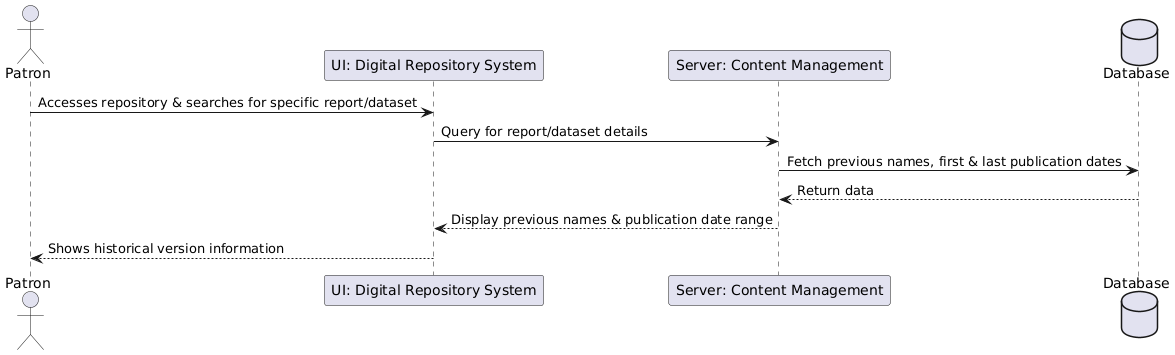 Patron
UI: Digital Repository System
Server: Content Management
Database
Accesses repository & searches for specific report/dataset
Query for report/dataset details
Fetch previous names, first & last publication dates
Return data
Display previous names & publication date range
Shows historical version information
Patron
UI: Digital Repository System
Server: Content Management
Database